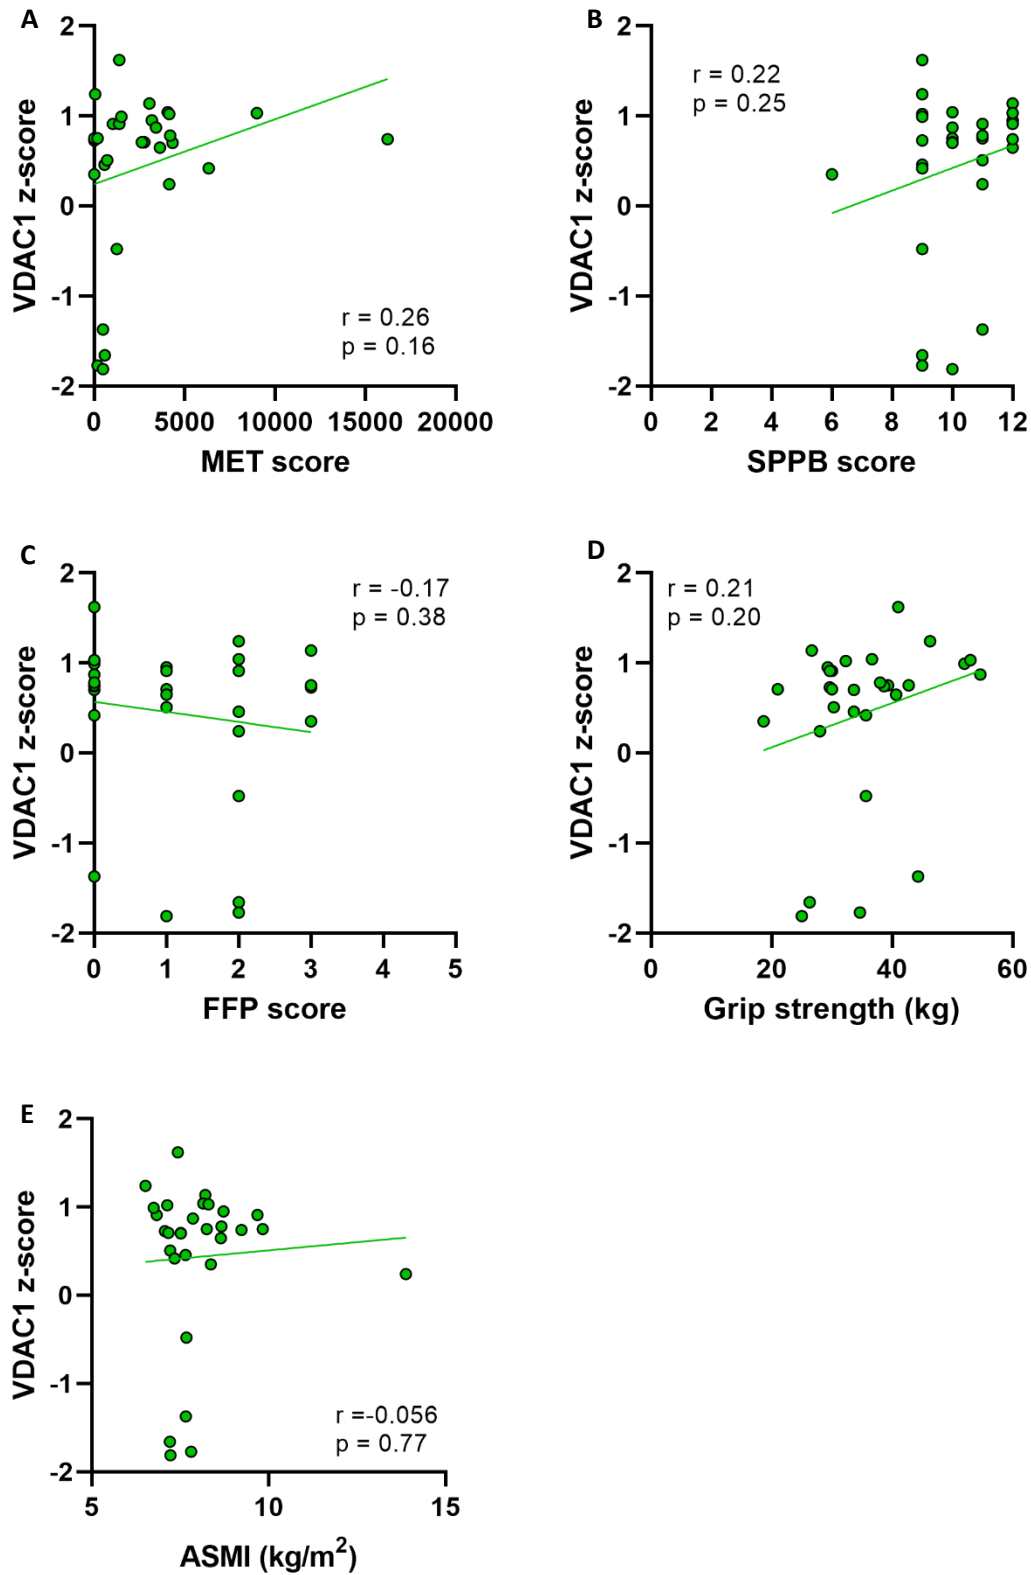 A
2
1
0
-1
-2
VDAC1 z-score
r = 0.26
p = 0.16
0 5000 10000 15000 20000
MET score
B
2
1
0
-1
-2
VDAC1 z-score
r = 0.22
p = 0.25
0 2 4 6 8 10 12
SPPB score
C
2
1
0
-1
-2
VDAC1 z-score
r = -0.17
p = 0.38
0 1 2 3 4 5
FFP score
D
2
1
0
-1
-2
VDAC1 z-score
r = 0.21
p = 0.20
0 20 40 60
Grip strength (kg)
E
2
1
0
-1
-2
VDAC1 z-score
r =-0.056
p = 0.77
5 10 15
ASMI (kg/m²)